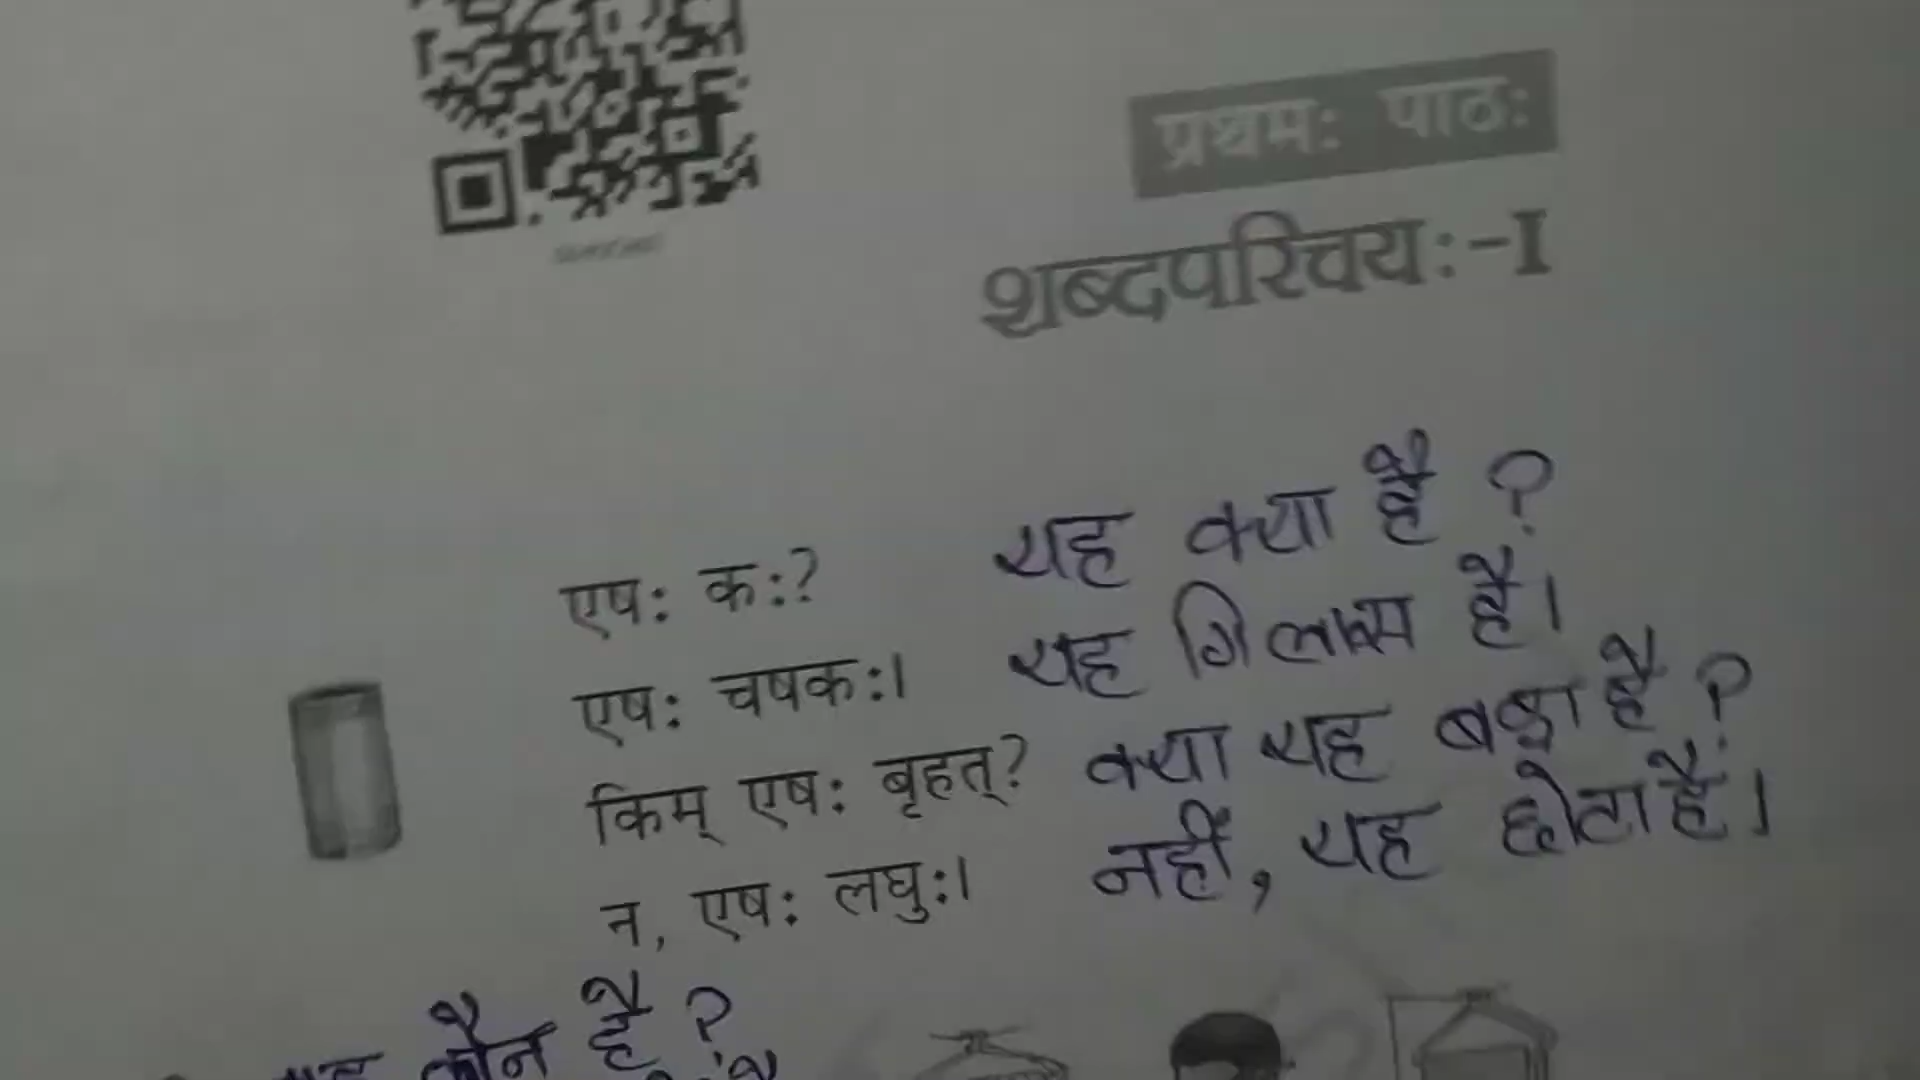 प्रथमः पाठः
शब्दपरिचयः-I
एषः कः? यह क्या है ?
एषः चषकः। यह गिलास है।
किम् एषः बृहत्? क्या यह बड़ा है ?
न, एषः लघुः। नहीं, यह छोटा है।
कौन है ?